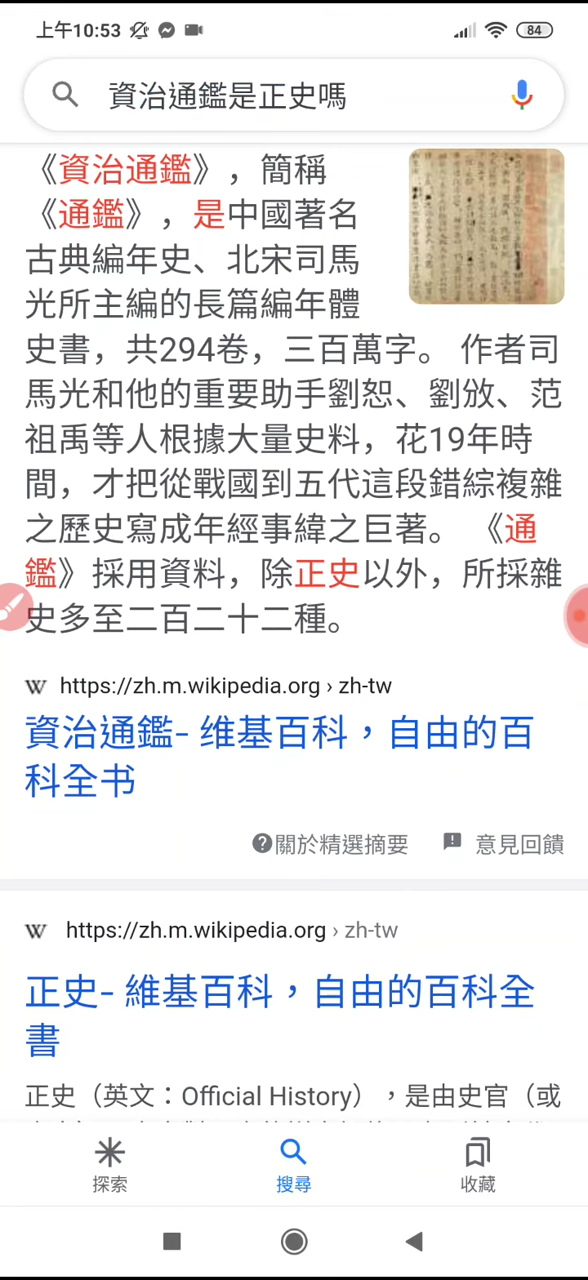 上午10:53
84
資治通鑑是正史嗎
《資治通鑑》，簡稱
《通鑑》，是中國著名
古典編年史、北宋司馬
光所主編的長篇編年體
史書，共294卷，三百萬字。 作者司
馬光和他的重要助手劉恕、劉攽、范
祖禹等人根據大量史料，花19年時
間，才把從戰國到五代這段錯綜複雜
之歷史寫成年經事緯之巨著。 《通
鑑》採用資料，除正史以外，所採雜
史多至二百二十二種。
W https://zh.m.wikipedia.org › zh-tw
資治通鑑- 维基百科，自由的百
科全书
關於精選摘要 意見回饋
W https://zh.m.wikipedia.org › zh-tw
正史- 維基百科，自由的百科全
書
正史（英文：Official History），是由史官（或
探索 搜尋 收藏